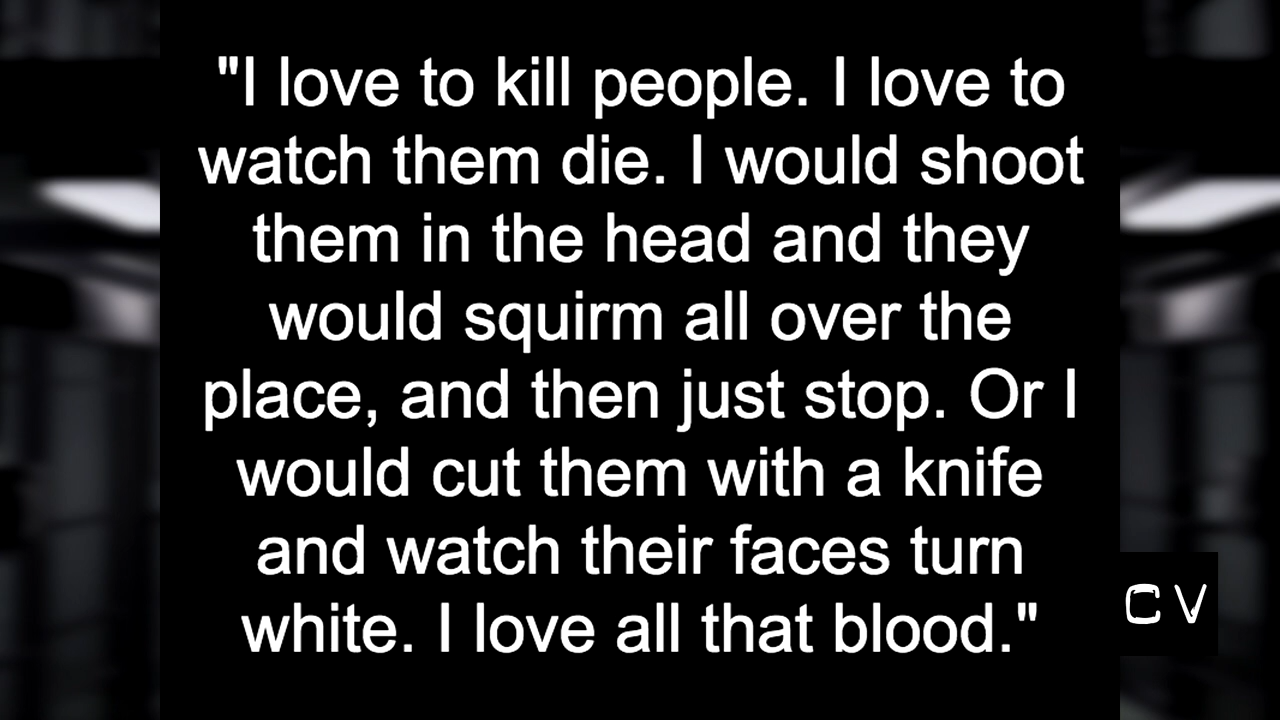 "I love to kill people. I love to
watch them die. I would shoot
them in the head and they
would squirm all over the
place, and then just stop. Or I
would cut them with a knife
and watch their faces turn
white. I love all that blood."
CV